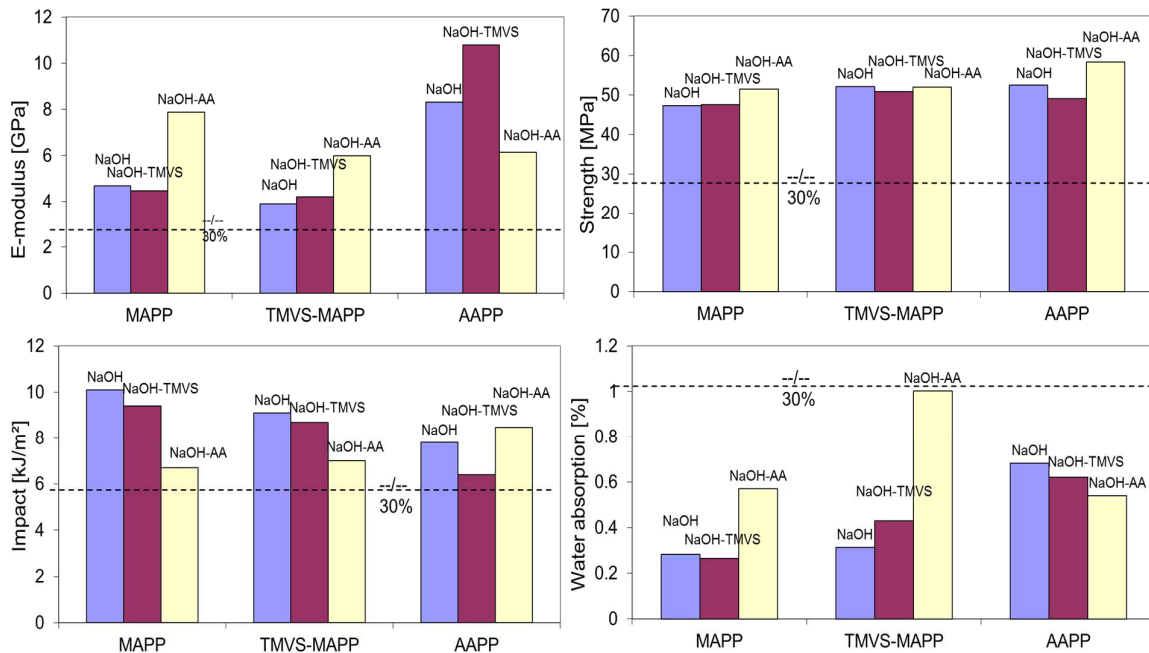 E-modulus [GPa]
12
10
8
6
4
2
0
NaOH
NaOH-TMVS
NaOH-AA
--/--
30%
NaOH
NaOH-TMVS
NaOH-AA
NaOH
NaOH-TMVS
NaOH-AA
MAPP
TMVS-MAPP
AAPP
Strength [MPa]
70
60
50
40
30
20
10
0
NaOH
NaOH-TMVS
NaOH-AA
--/--
30%
NaOH
NaOH-TMVS
NaOH-AA
NaOH
NaOH-TMVS
NaOH-AA
MAPP
TMVS-MAPP
AAPP
Impact [kJ/m²]
12
10
8
6
4
2
0
NaOH
NaOH-TMVS
NaOH-AA
NaOH
NaOH-TMVS
NaOH-AA
--/--
30%
NaOH
NaOH-TMVS
NaOH-AA
MAPP
TMVS-MAPP
AAPP
Water absorption [%]
1.2
1
0.8
0.6
0.4
0.2
0
NaOH
NaOH-TMVS
NaOH-AA
--/--
30%
NaOH
NaOH-TMVS
NaOH-AA
NaOH
NaOH-TMVS
NaOH-AA
MAPP
TMVS-MAPP
AAPP